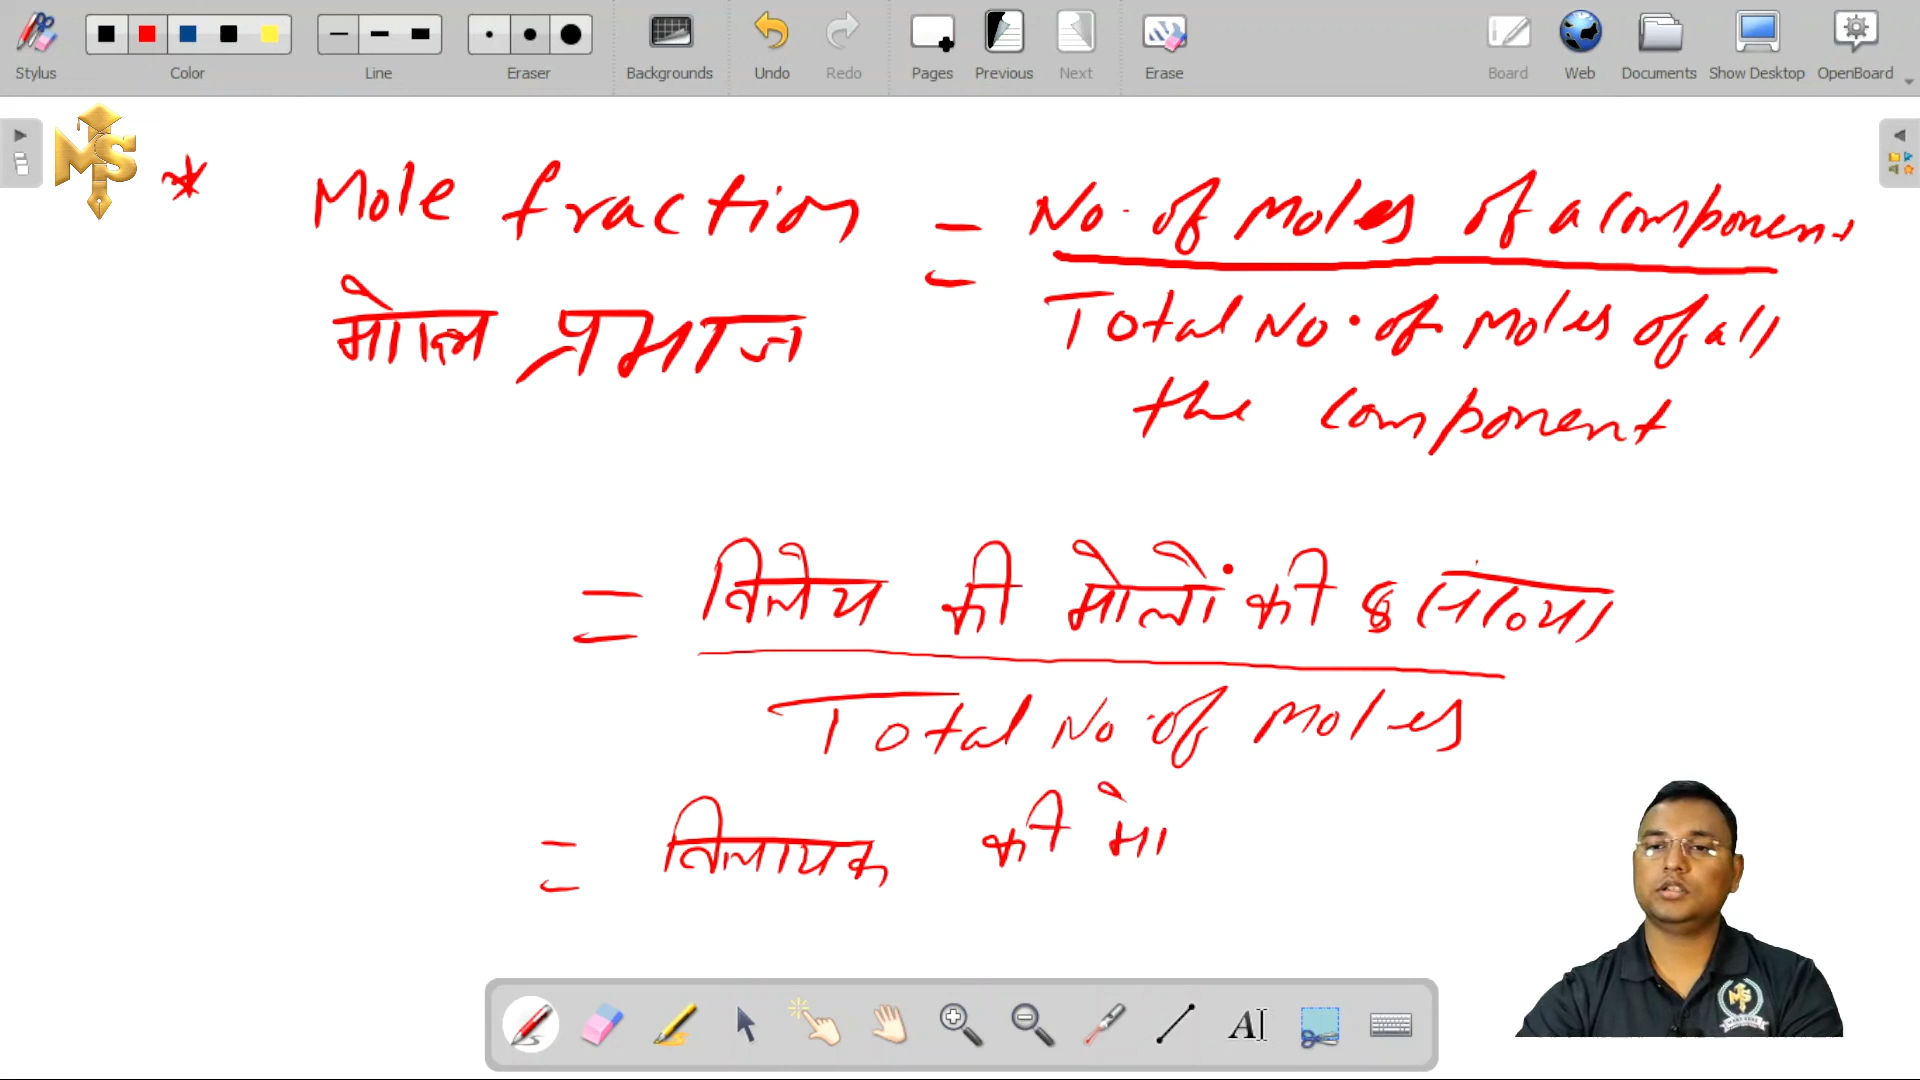 Stylus Color Line Eraser Backgrounds Undo Redo Pages Previous Next Erase Board Web Documents Show Desktop OpenBoard
MS
* Mole fraction = No. of Moles of a component
Total No. of Moles of all
the component
मोल प्रभाज
= विलेय की मोलों की संख्या
Total No. of Moles
= विलायक की मो